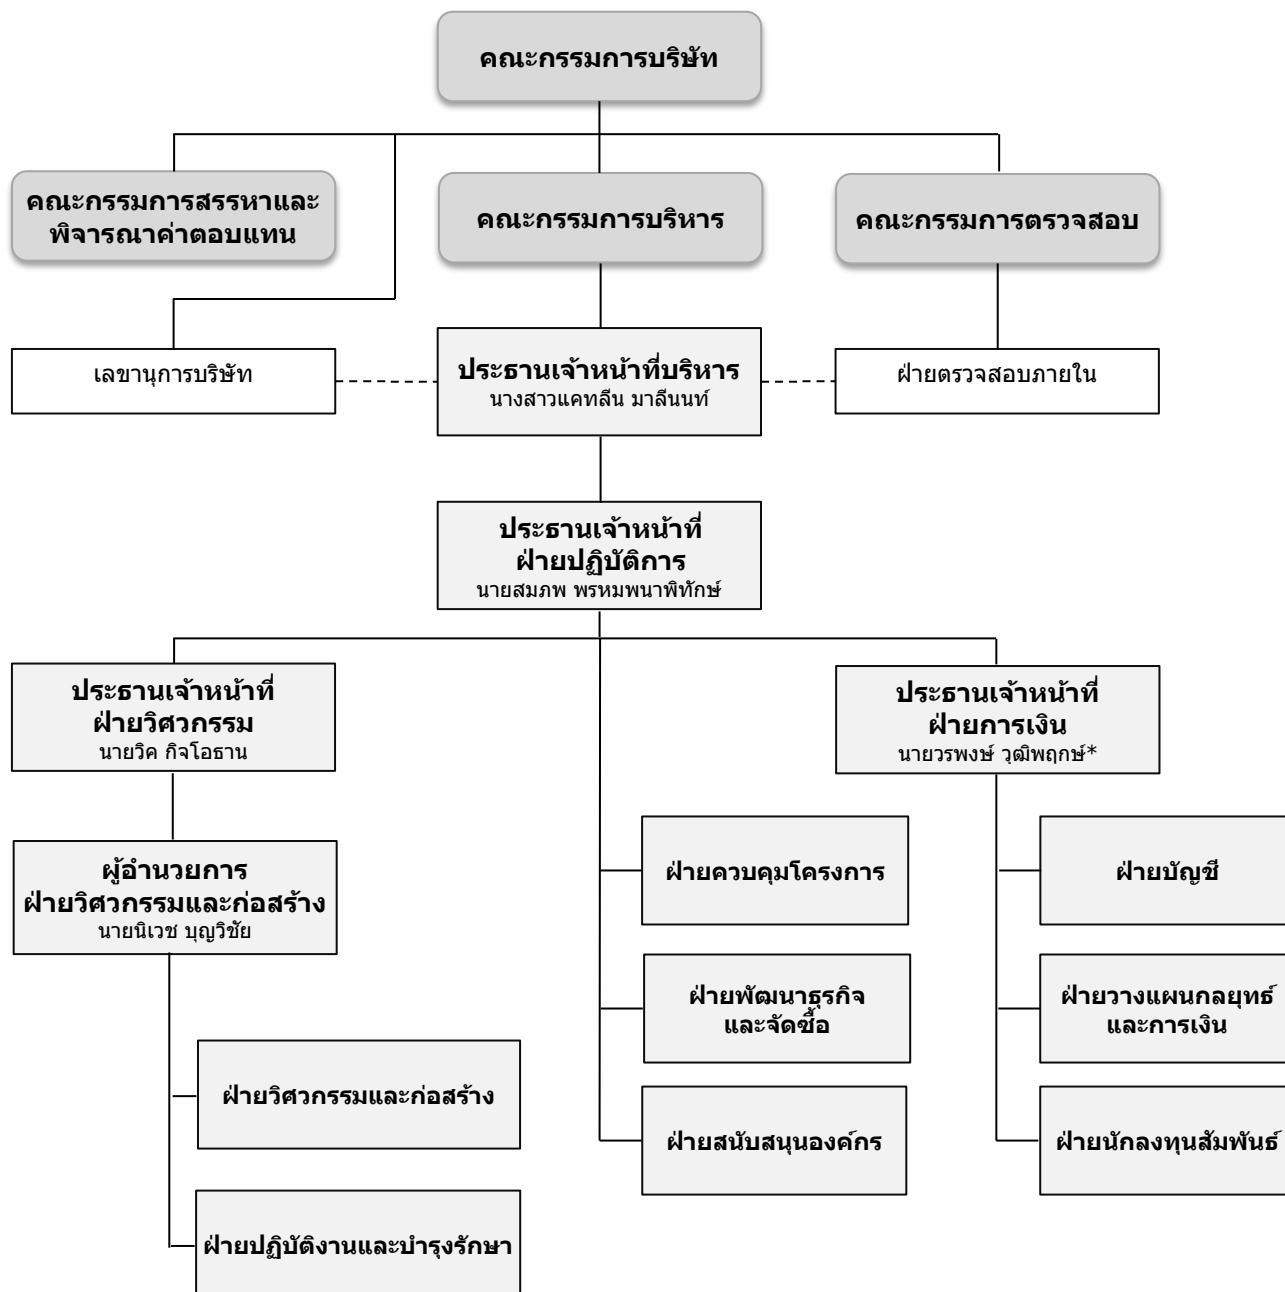 คณะกรรมการบริษัท
คณะกรรมการสรรหาและ
พิจารณาค่าตอบแทน
คณะกรรมการบริหาร
คณะกรรมการตรวจสอบ
เลขานุการบริษัท
ประธานเจ้าหน้าที่บริหาร
นางสาวแคทลีน มาลีนนท์
ฝ่ายตรวจสอบภายใน
ประธานเจ้าหน้าที่
ฝ่ายปฏิบัติการ
นายสมภพ พรหมพนาพิทักษ์
ประธานเจ้าหน้าที่
ฝ่ายวิศวกรรม
นายวิค กิจโอธาน
ประธานเจ้าหน้าที่
ฝ่ายการเงิน
นายวรพงษ์ วุฒิพฤกษ์*
ผู้อำนวยการ
ฝ่ายวิศวกรรมและก่อสร้าง
นายนิเวช บุญวิชัย
ฝ่ายควบคุมโครงการ
ฝ่ายบัญชี
ฝ่ายพัฒนาธุรกิจ
และจัดซื้อ
ฝ่ายวางแผนกลยุทธ์
และการเงิน
ฝ่ายวิศวกรรมและก่อสร้าง
ฝ่ายสนับสนุนองค์กร
ฝ่ายนักลงทุนสัมพันธ์
ฝ่ายปฏิบัติงานและบำรุงรักษา